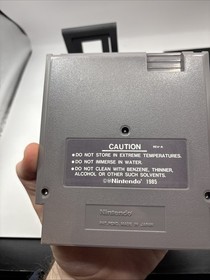 CAUTION
● DO NOT STORE IN EXTREME TEMPERATURES.
● DO NOT IMMERSE IN WATER.
● DO NOT CLEAN WITH BENZENE, THINNER,
ALCOHOL OR OTHER SUCH SOLVENTS.
©®Nintendo® 1985
Nintendo